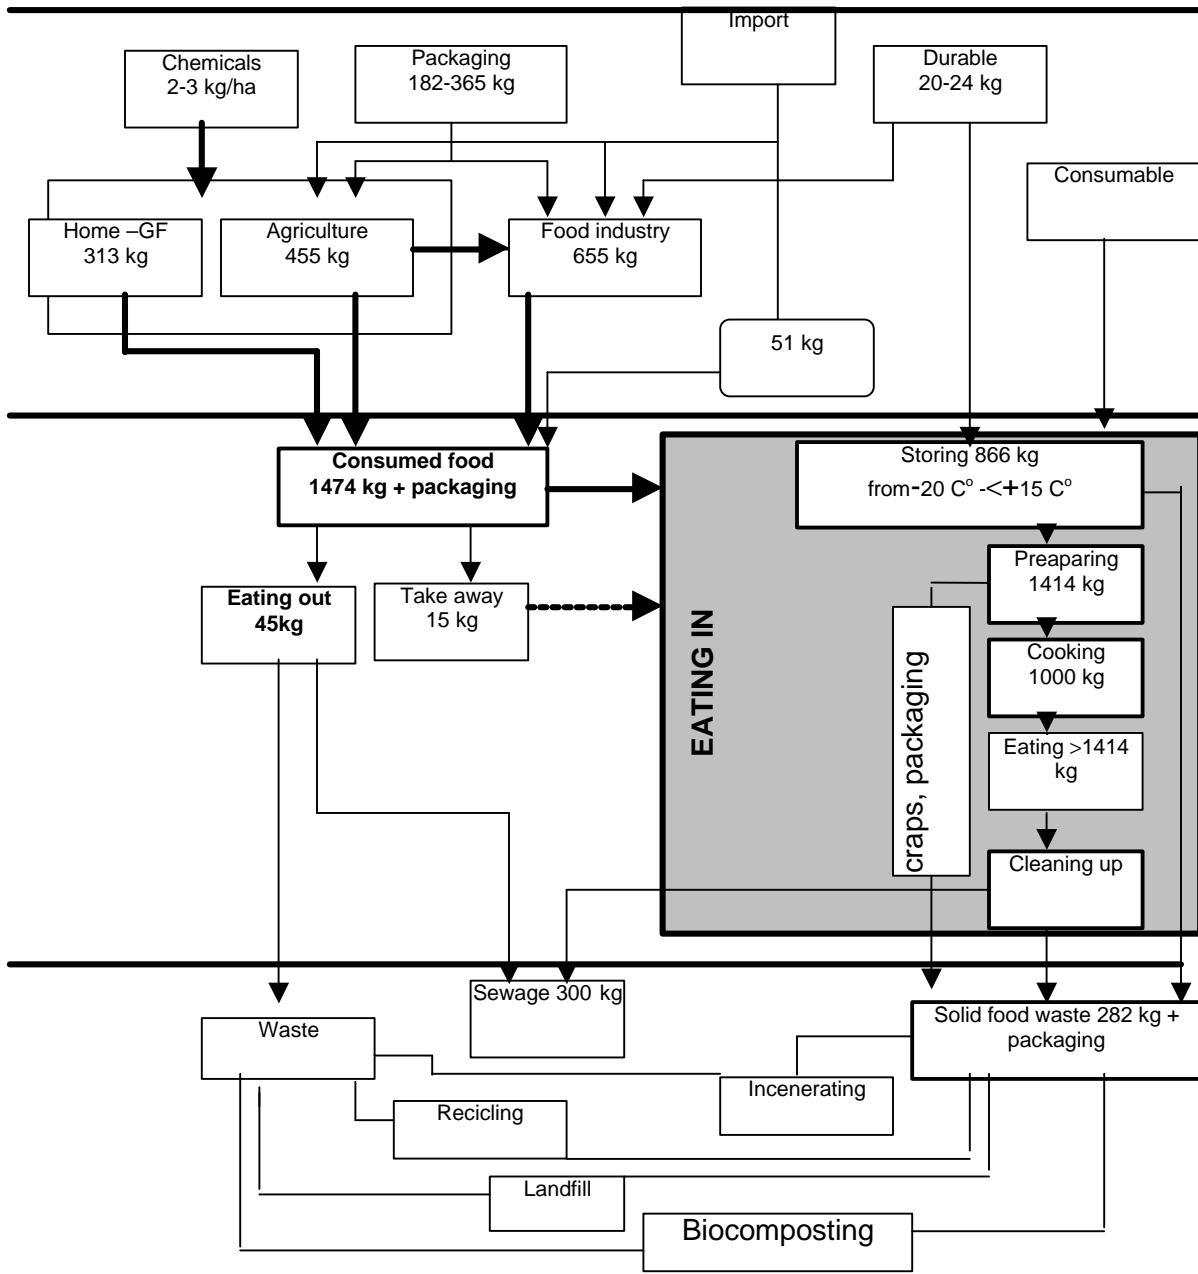 Import
Chemicals
2-3 kg/ha
Packaging
182-365 kg
Durable
20-24 kg
Consumable
Home –GF
313 kg
Agriculture
455 kg
Food industry
655 kg
51 kg
Consumed food
1474 kg + packaging
Storing 866 kg
from-20 C° -<+15 C°
Preaparing
1414 kg
Eating out
45kg
Take away
15 kg
EATING IN
craps, packaging
Cooking
1000 kg
Eating >1414
kg
Cleaning up
Sewage 300 kg
Waste
Solid food waste 282 kg +
packaging
Incenerating
Recicling
Landfill
Biocomposting